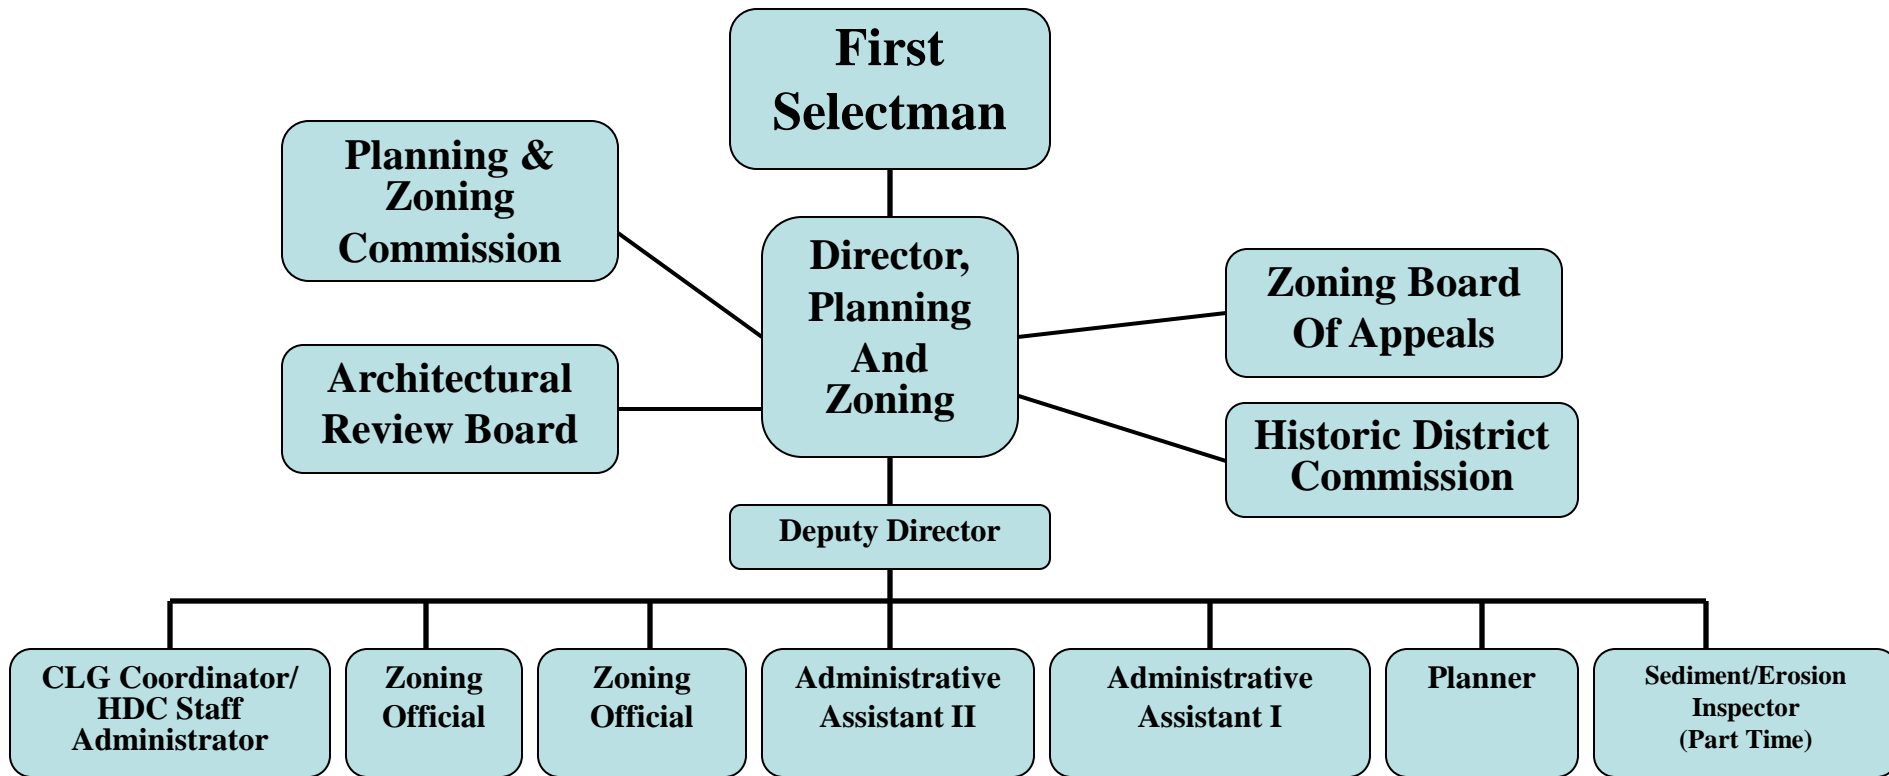 First
Selectman
Planning &
Zoning
Commission
Director,
Planning
And
Zoning
Zoning Board
Of Appeals
Architectural
Review Board
Historic District
Commission
Deputy Director
CLG Coordinator/
HDC Staff
Administrator
Zoning
Official
Zoning
Official
Administrative
Assistant II
Administrative
Assistant I
Planner
Sediment/Erosion
Inspector
(Part Time)